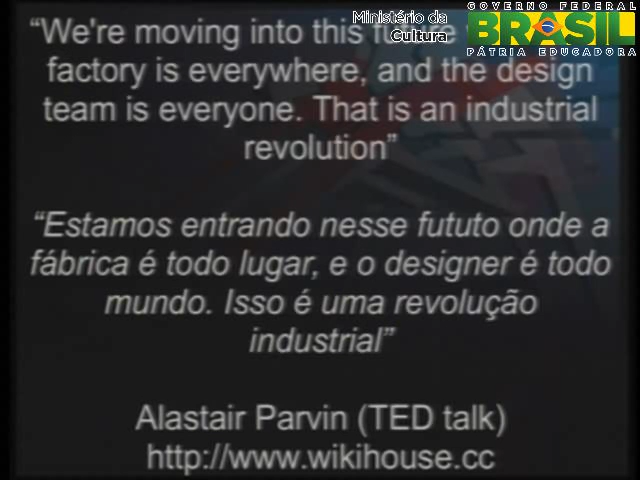 Ministério da
Cultura
GOVERNO FEDERAL
BRASIL
PÁTRIA EDUCADORA
“We're moving into this future
factory is everywhere, and the design
team is everyone. That is an industrial
revolution”
“Estamos entrando nesse fututo onde a
fábrica é todo lugar, e o designer é todo
mundo. Isso é uma revolução
industrial”
Alastair Parvin (TED talk)
http://www.wikihouse.cc